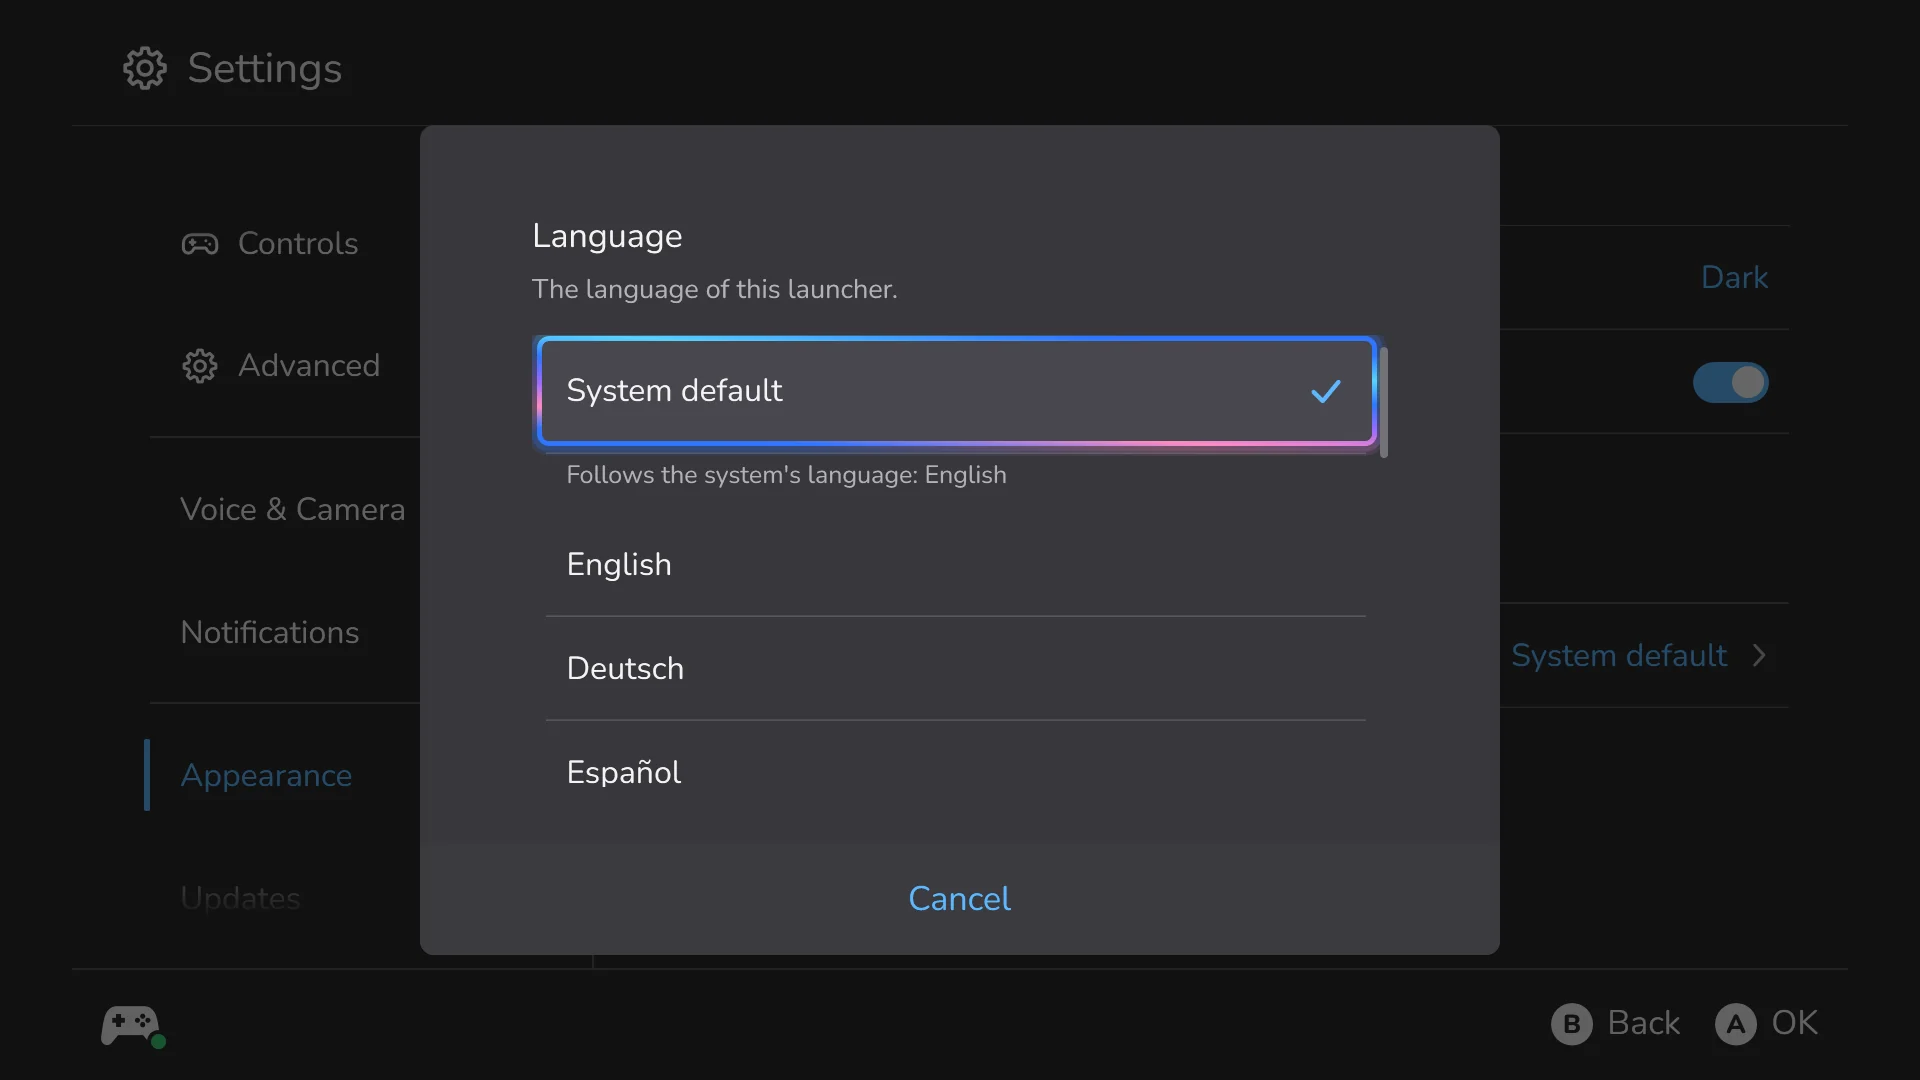 Settings
Controls
Advanced
Voice & Camera
Notifications
Appearance
Updates
Language
The language of this launcher.
System default
Follows the system's language: English
English
Deutsch
Español
Cancel
Dark
System default
B Back A OK